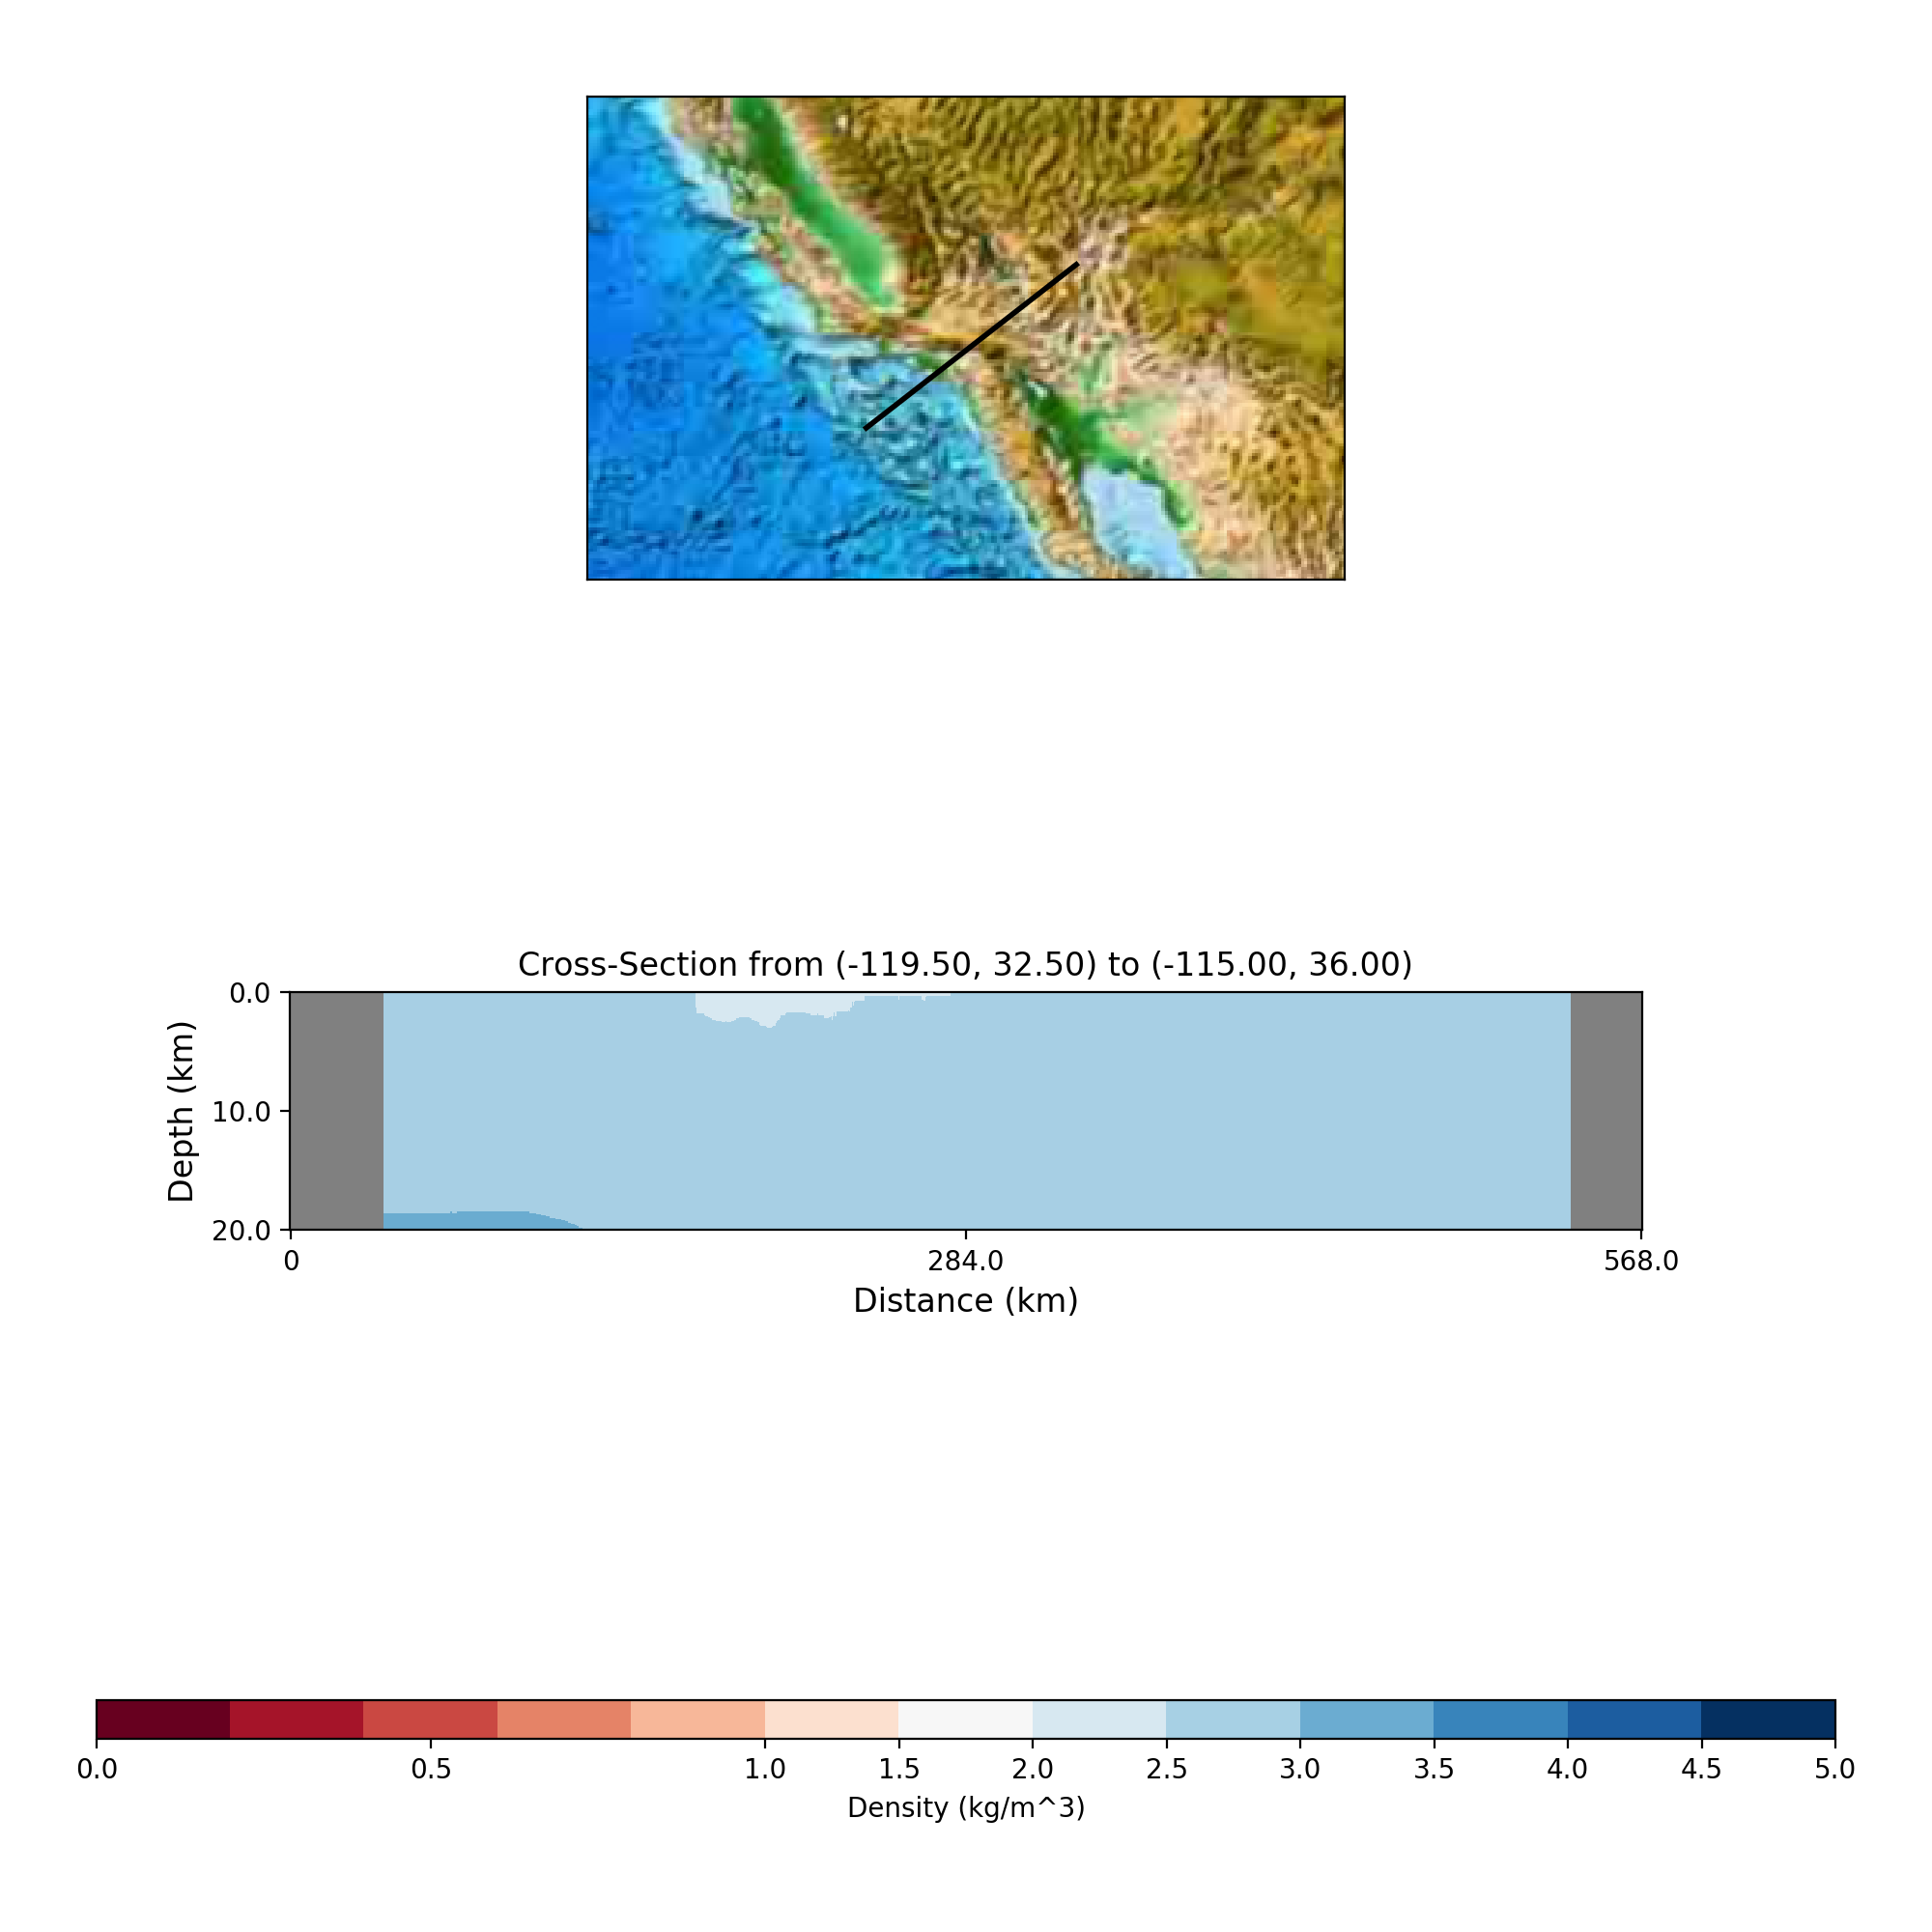 Cross-Section from (-119.50, 32.50) to (-115.00, 36.00)
0.0
10.0
20.0
Depth (km)
0 284.0 568.0
Distance (km)
0.0 0.5 1.0 1.5 2.0 2.5 3.0 3.5 4.0 4.5 5.0
Density (kg/m^3)